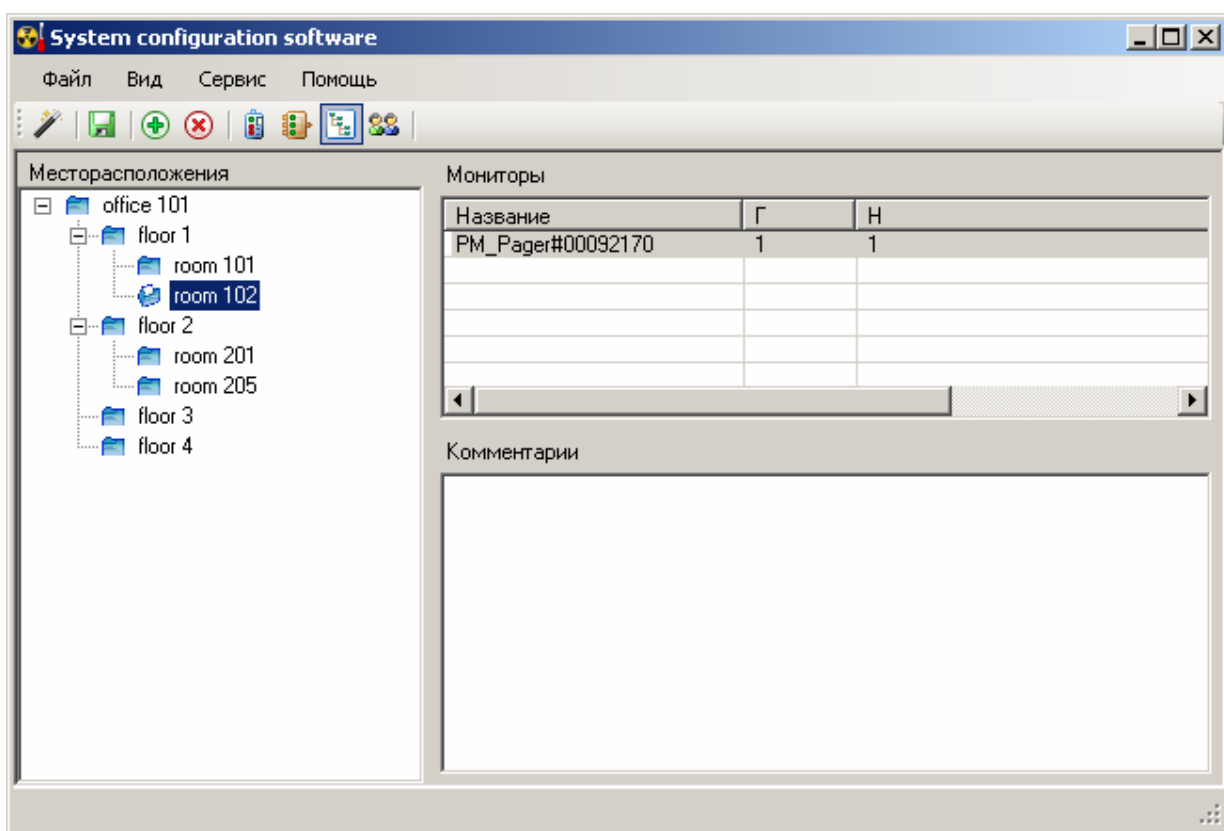 System configuration software
Файл Вид Сервис Помощь
Месторасположения
office 101
floor 1
room 101
room 102
floor 2
room 201
room 205
floor 3
floor 4
Мониторы
Название Г Н
PM_Pager#00092170 1 1
Комментарии